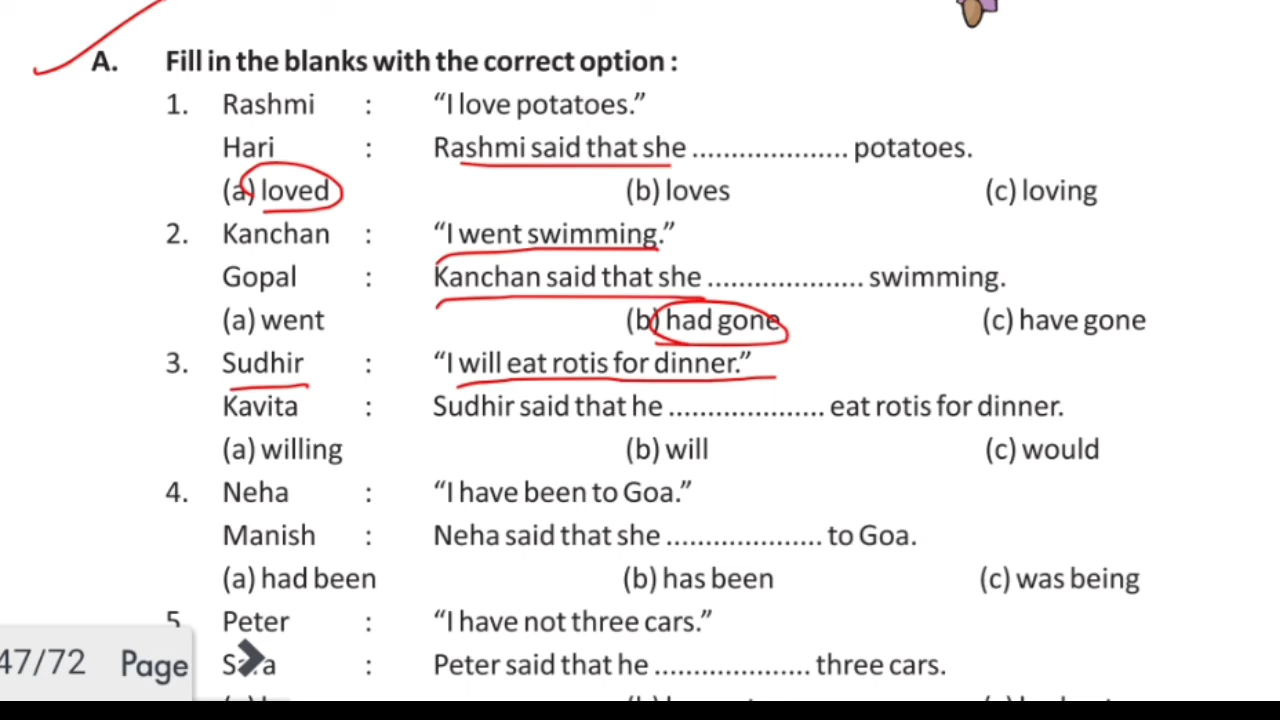 A. Fill in the blanks with the correct option :
1. Rashmi : “I love potatoes.”
Hari : Rashmi said that she .................... potatoes.
(a) loved (b) loves (c) loving
2. Kanchan : “I went swimming.”
Gopal : Kanchan said that she .................... swimming.
(a) went (b) had gone (c) have gone
3. Sudhir : “I will eat rotis for dinner.”
Kavita : Sudhir said that he .................... eat rotis for dinner.
(a) willing (b) will (c) would
4. Neha : “I have been to Goa.”
Manish : Neha said that she .................... to Goa.
(a) had been (b) has been (c) was being
5. Peter : “I have not three cars.”
: Peter said that he .................... three cars.
47/72 Page